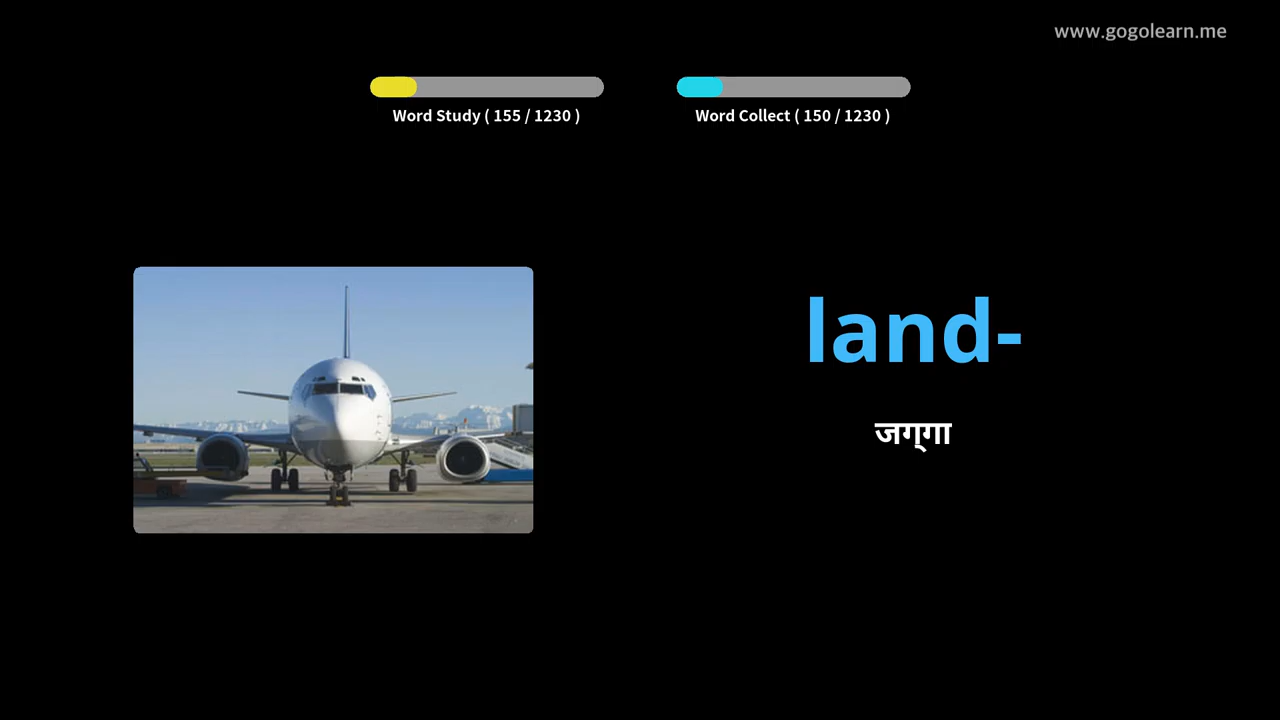 www.gogolearn.me
Word Study ( 155 / 1230 )
Word Collect ( 150 / 1230 )
land-
जग्‌गा